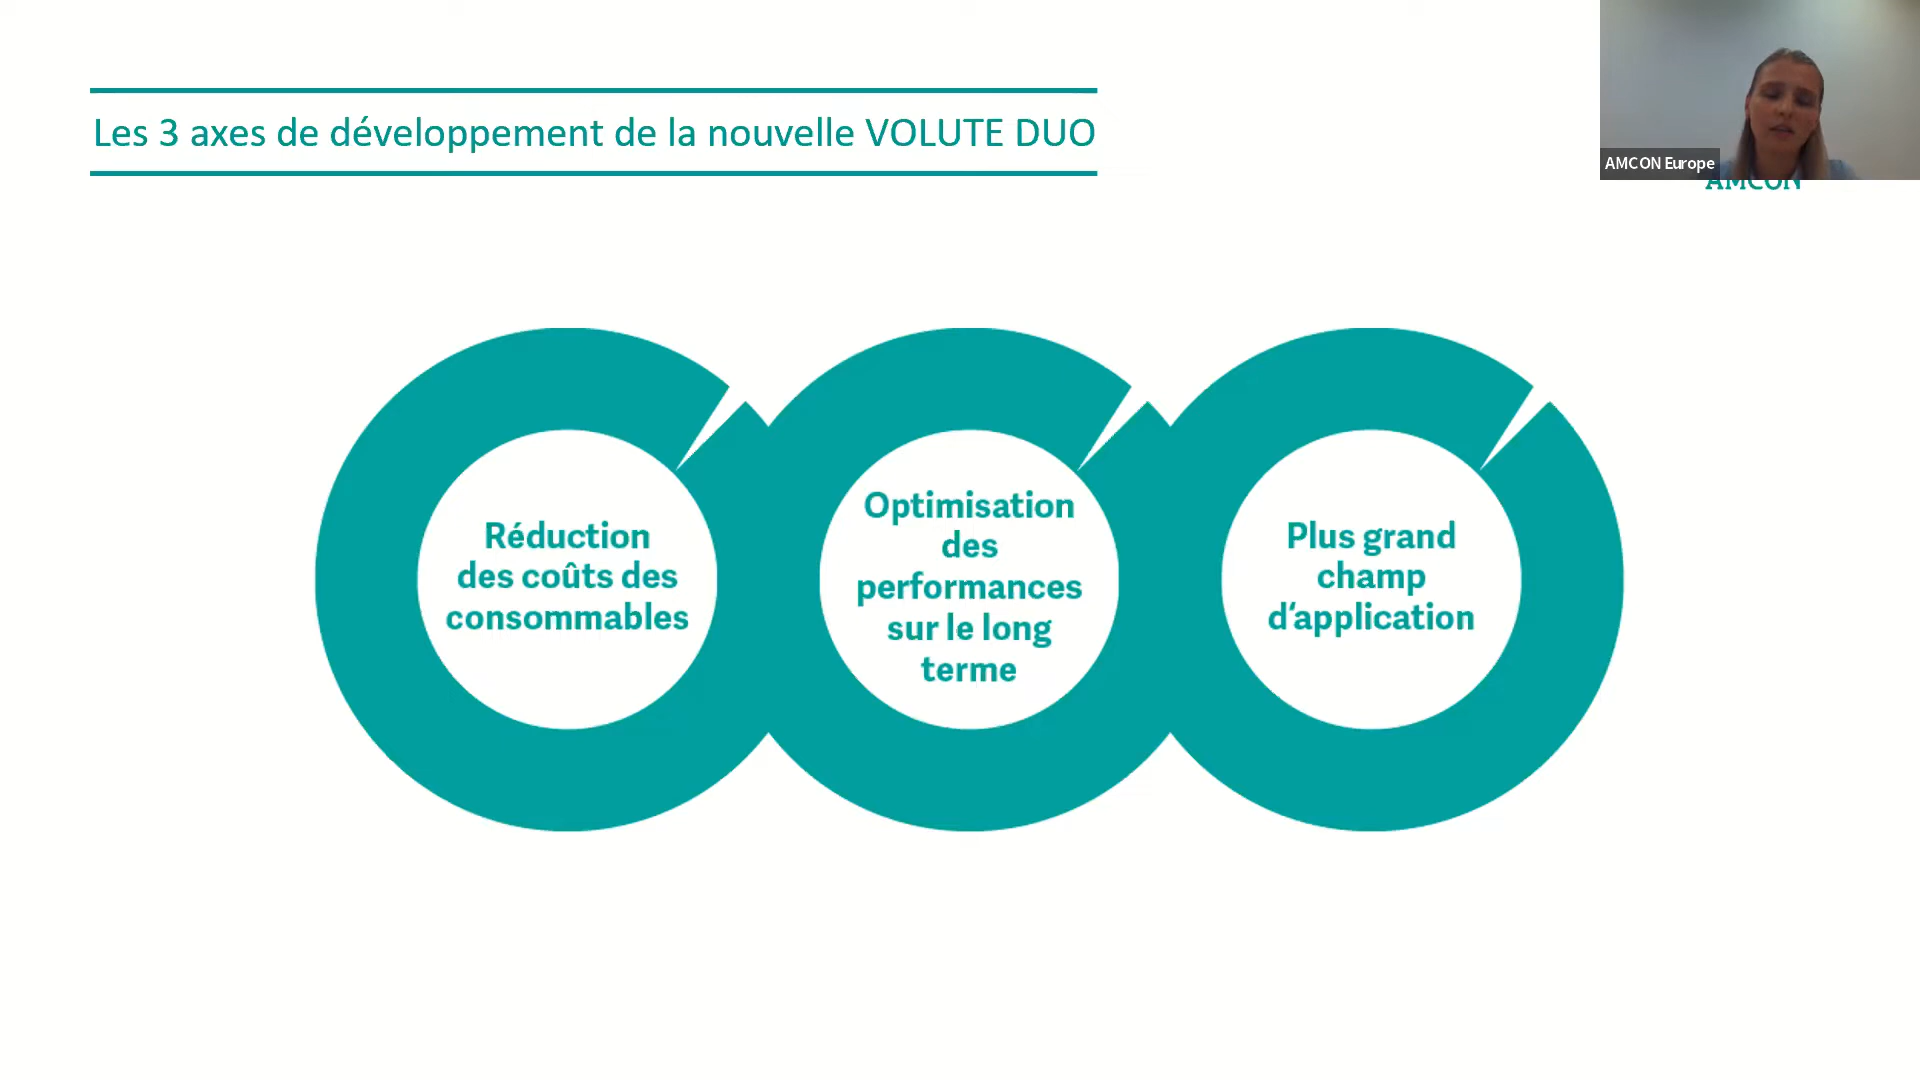 Les 3 axes de développement de la nouvelle VOLUTE DUO
AMCON Europe
AMCON
Réduction
des coûts des
consommables
Optimisation
des
performances
sur le long
terme
Plus grand
champ
d‘application